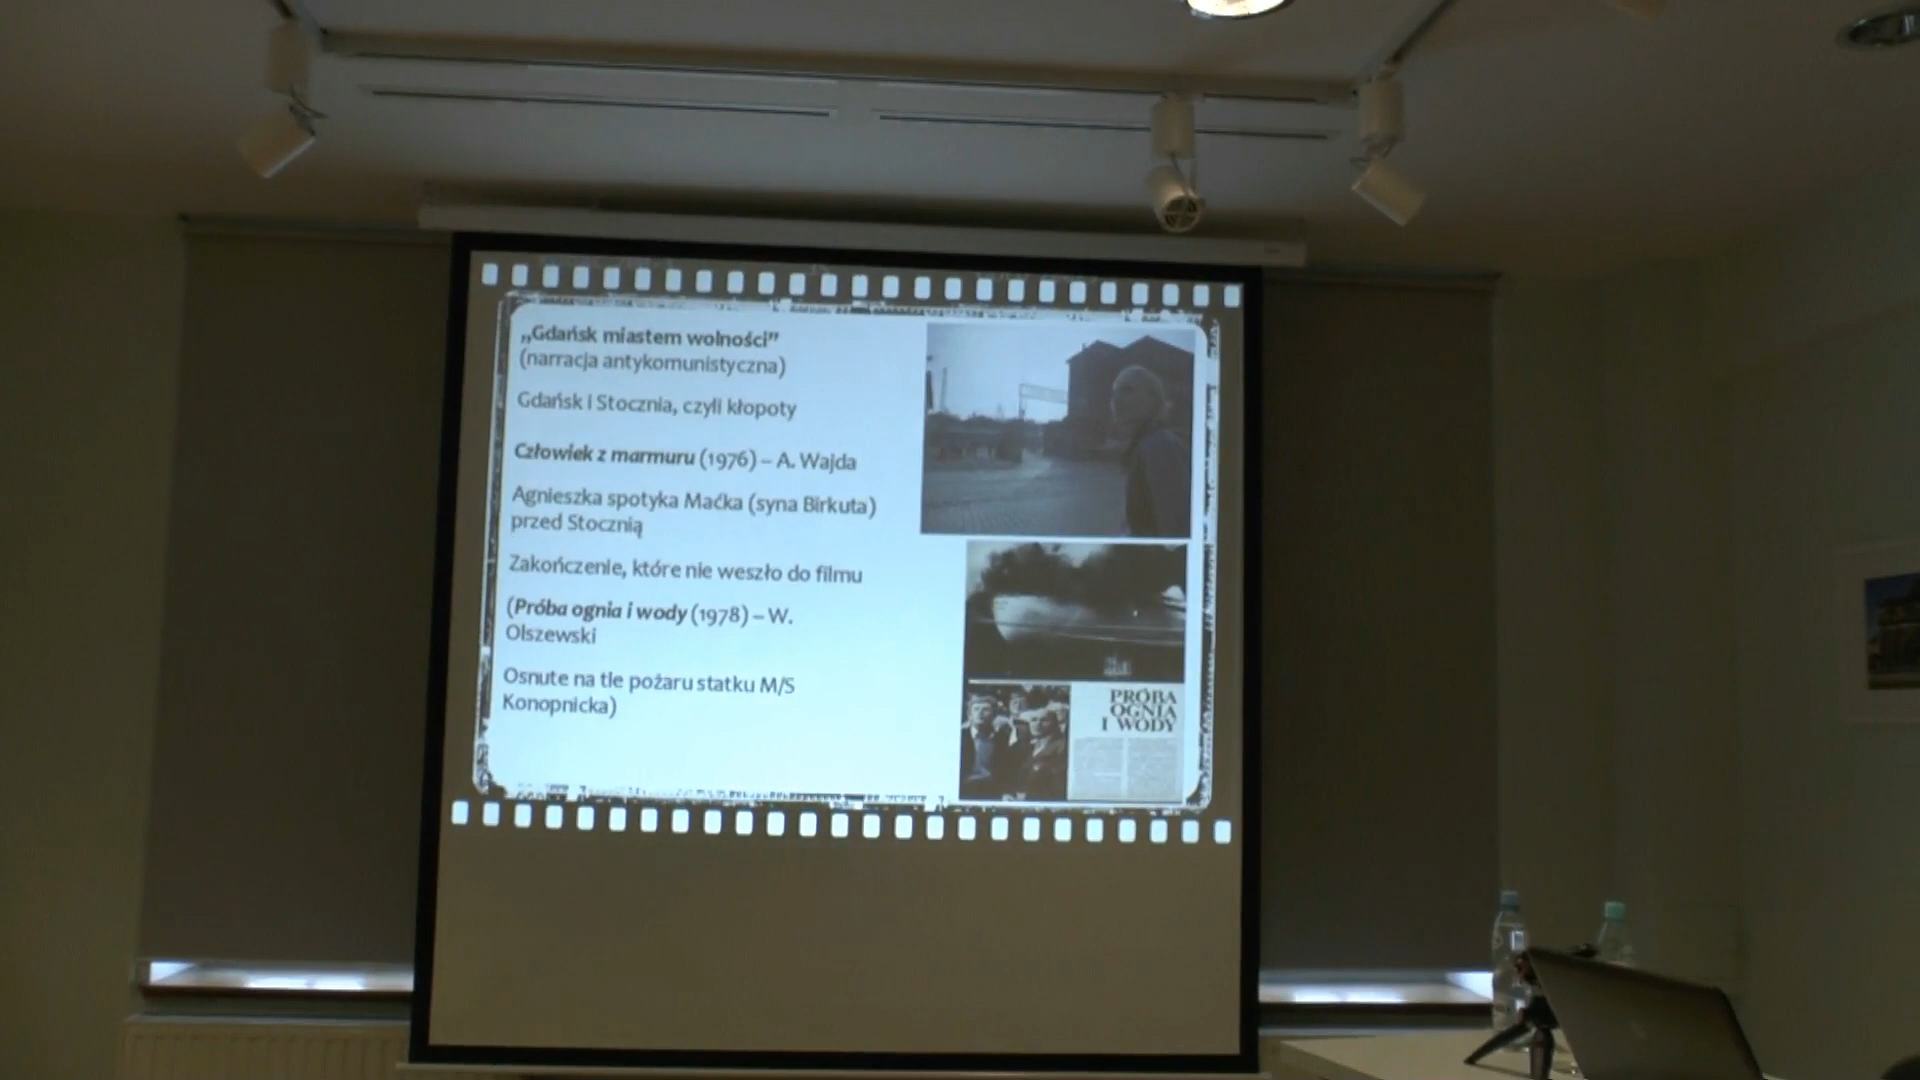 „Gdańsk miastem wolności”
(narracja antykomunistyczna)
Gdańsk i Stocznia, czyli kłopoty
Człowiek z marmuru (1976) – A. Wajda
Agnieszka spotyka Maćka (syna Birkuta)
przed Stocznią
Zakończenie, które nie weszło do filmu
(Próba ognia i wody (1978) – W.
Olszewski
Osnute na tle pożaru statku M/S
Konopnicka)
PRÓBA
OGNIA
I WODY